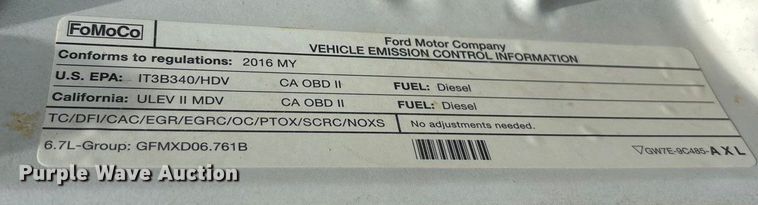 FoMoCo
Ford Motor Company
VEHICLE EMISSION CONTROL INFORMATION
Conforms to regulations: 2016 MY
U.S. EPA: IT3B340/HDV CA OBD II FUEL: Diesel
California: ULEV II MDV CA OBD II FUEL: Diesel
TC/DFI/CAC/EGR/EGRC/OC/PTOX/SCRC/NOXS No adjustments needed.
6.7L-Group: GFMXD06.761B
▽GW7E-9C485-AXL
Purple Wave Auction